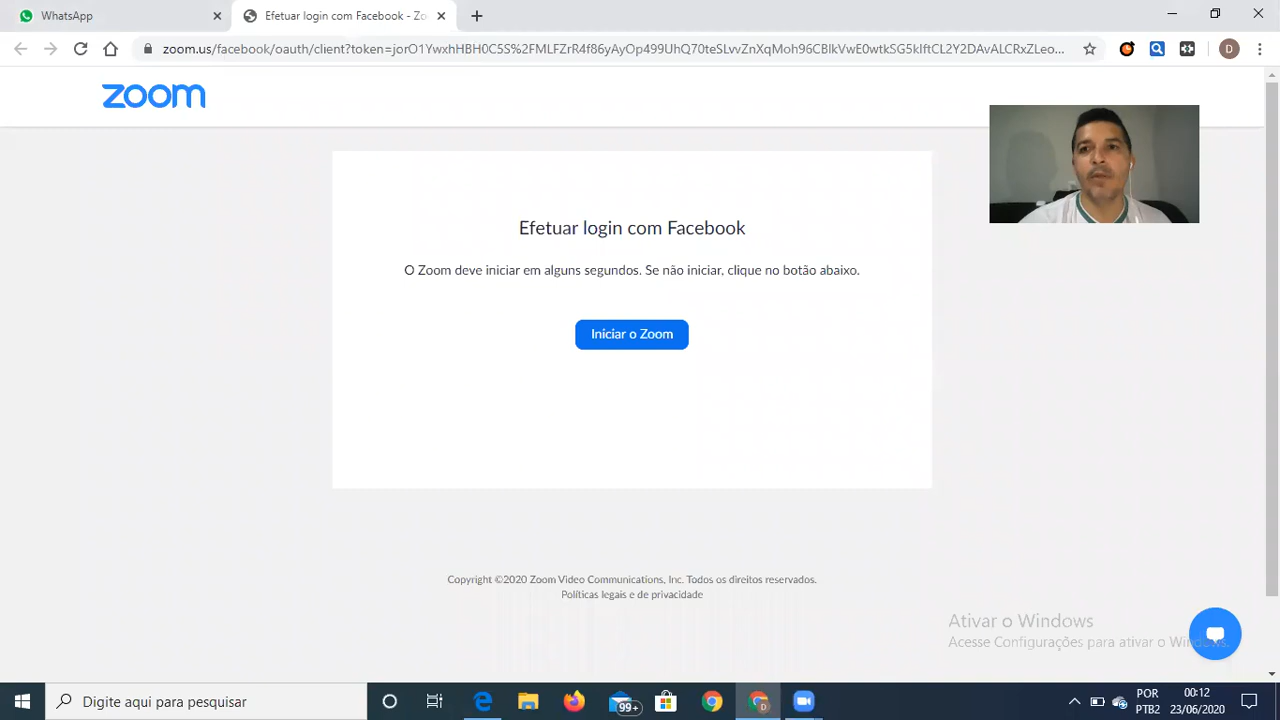 WhatsApp
Efetuar login com Facebook - Zo
zoom.us/facebook/oauth/client?token=jorO1YwxhHBH0C5S%2FMLFZrR4f86yAyOp499UhQ70teSLvvZnXqMoh96CBlkVwE0wtkSG5kIftCL2Y2DAvALCRxZLeo...
D
zoom
Efetuar login com Facebook
O Zoom deve iniciar em alguns segundos. Se não iniciar, clique no botão abaixo.
Iniciar o Zoom
Copyright ©2020 Zoom Video Communications, Inc. Todos os direitos reservados.
Políticas legais e de privacidade
Ativar o Windows
Acesse Configurações para ativar o Windows.
Digite aqui para pesquisar
99+
D
POR
PTB2
00:12
23/06/2020